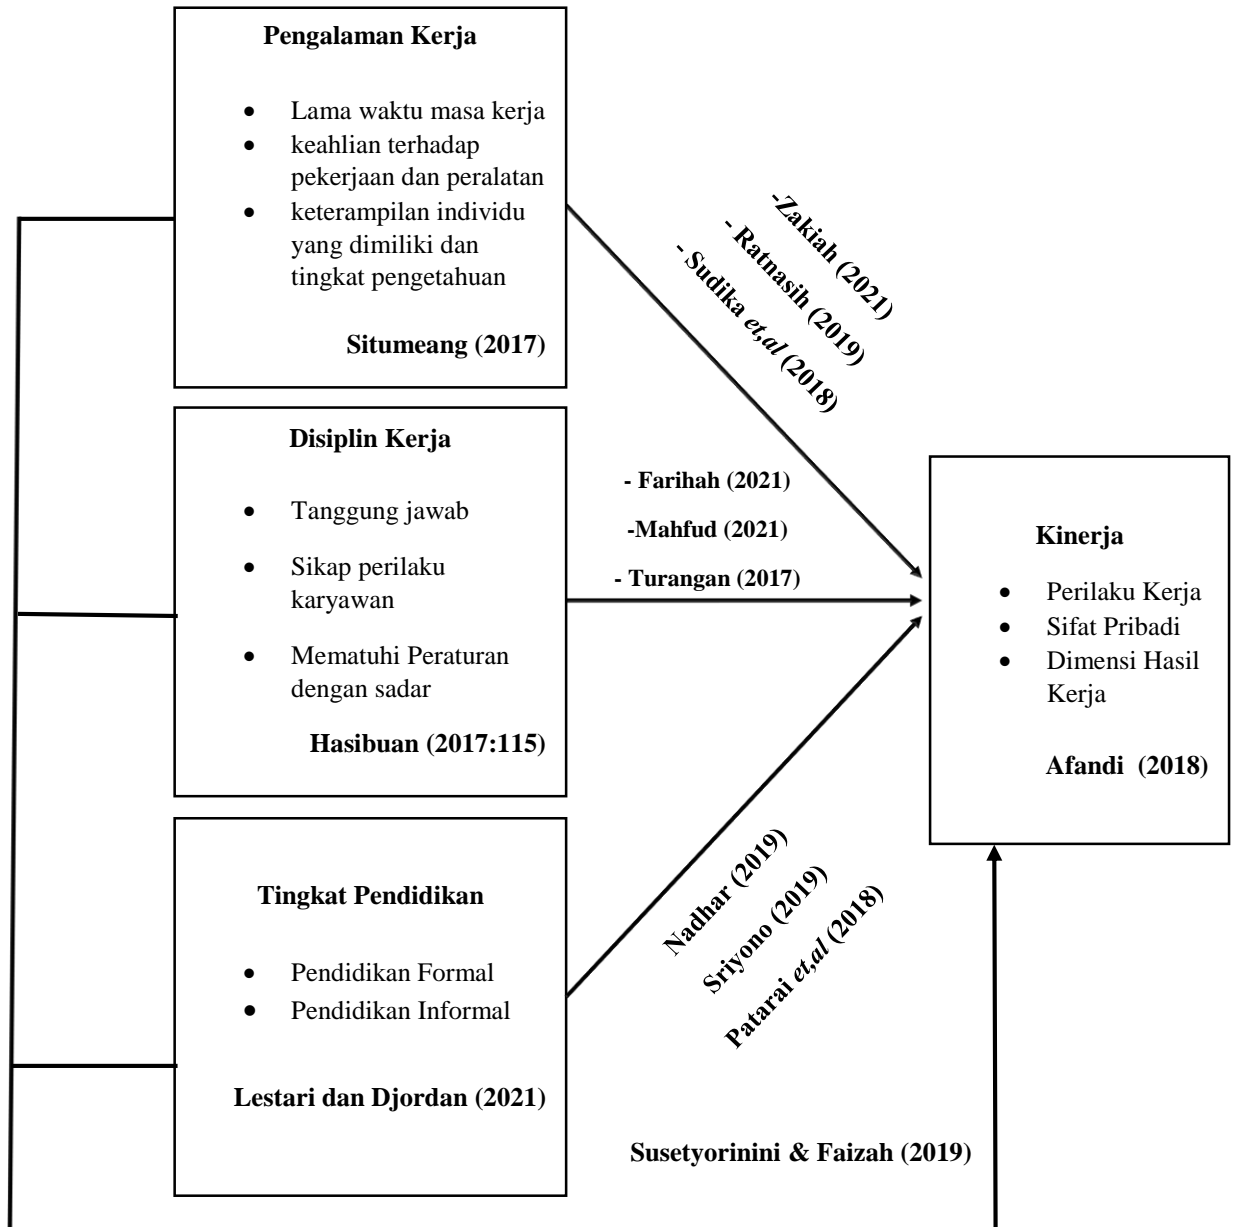 Pengalaman Kerja
• Lama waktu masa kerja
• keahlian terhadap
pekerjaan dan peralatan
• keterampilan individu
yang dimiliki dan
tingkat pengetahuan
Situmeang (2017)
-Zakiah (2021)
- Ratnasih (2019)
- Sudika et,al (2018)
Disiplin Kerja
• Tanggung jawab
• Sikap perilaku
karyawan
• Mematuhi Peraturan
dengan sadar
Hasibuan (2017:115)
- Farihah (2021)
-Mahfud (2021)
- Turangan (2017)
Kinerja
• Perilaku Kerja
• Sifat Pribadi
• Dimensi Hasil
Kerja
Afandi  (2018)
Tingkat Pendidikan
• Pendidikan Formal
• Pendidikan Informal
Lestari dan Djordan (2021)
Nadhar (2019)
Sriyono (2019)
Patarai et,al (2018)
Susetyorinini & Faizah (2019)